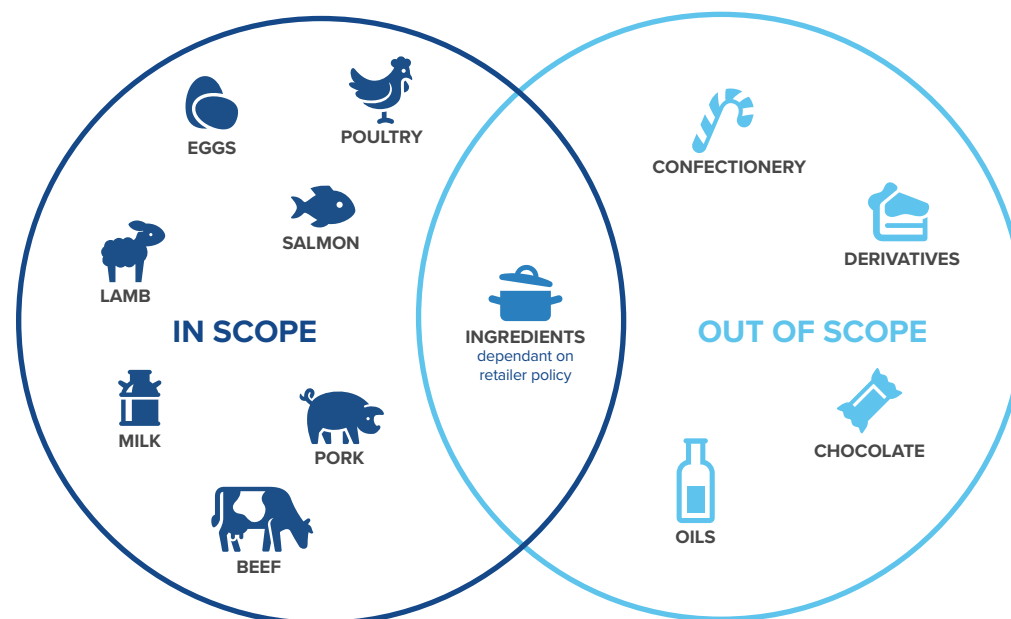 EGGS
POULTRY
SALMON
LAMB
IN SCOPE
MILK
PORK
BEEF
INGREDIENTS
dependant on
retailer policy
CONFECTIONERY
DERIVATIVES
OUT OF SCOPE
CHOCOLATE
OILS